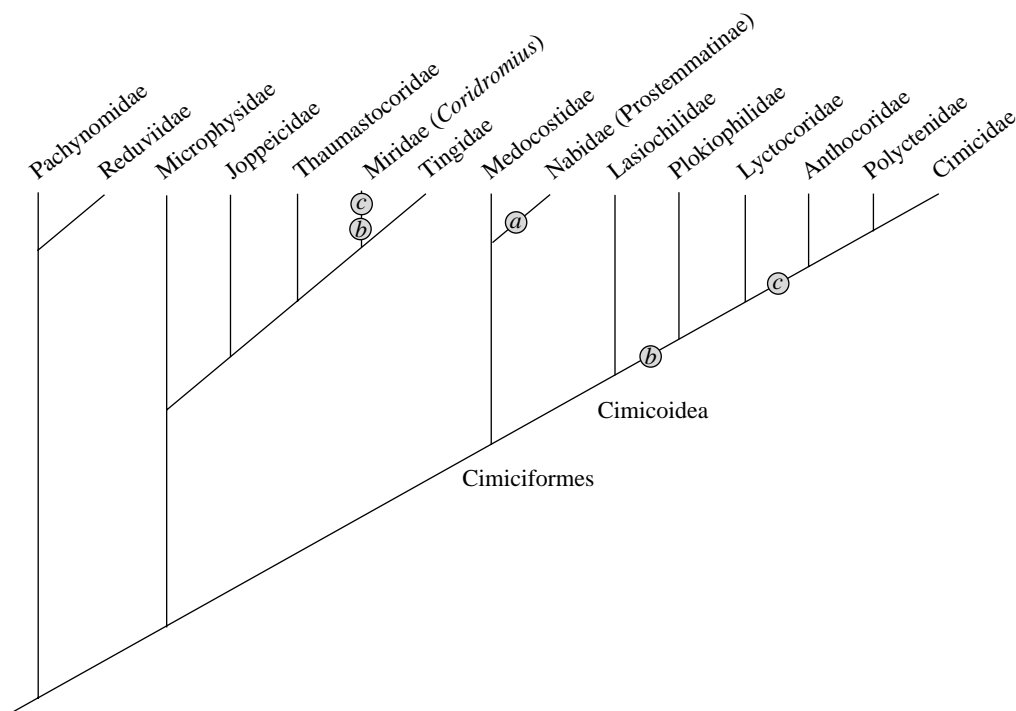 Pachynomidae
Reduviidae
Microphysidae
Joppeicidae
Thaumastocoridae
Miridae (Coridromius)
Tingidae
Medocostidae
Nabidae (Prostemmatinae)
Lasiochilidae
Plokiophilidae
Lyctocoridae
Anthocoridae
Polyctenidae
Cimicidae
c
b
a
c
b
Cimicoidea
Cimiciformes